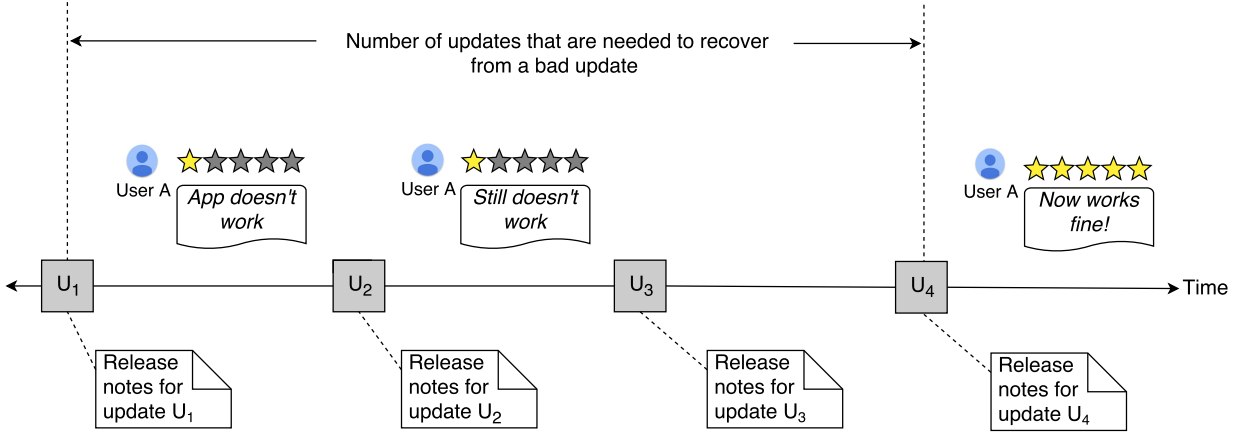 Number of updates that are needed to recover
from a bad update
User A
App doesn't
work
User A
Still doesn't
work
User A
Now works
fine!
U1
U2
U3
U4
Time
Release
notes for
update U1
Release
notes for
update U2
Release
notes for
update U3
Release
notes for
update U4